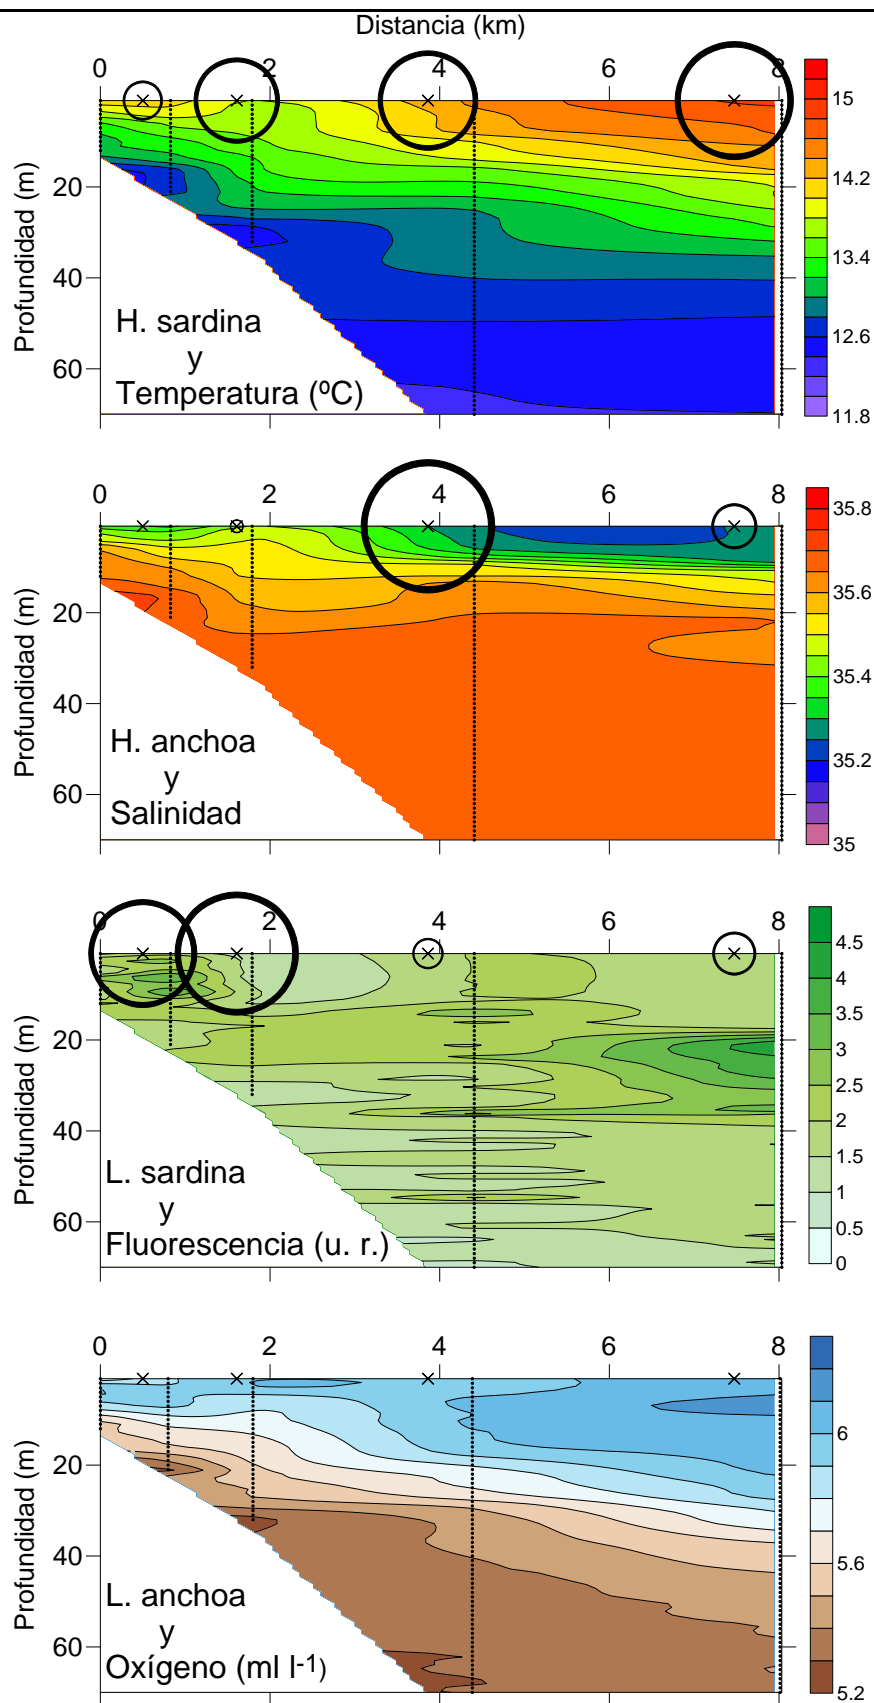 Distancia (km)
0 2 4 6 8
Profundidad (m)
20
40
60
H. sardina
y
Temperatura (ºC)
15
14.2
13.4
12.6
11.8
0 2 4 6 8
Profundidad (m)
20
40
60
H. anchoa
y
Salinidad
35.8
35.6
35.4
35.2
35
0 2 4 6 8
Profundidad (m)
20
40
60
L. sardina
y
Fluorescencia (u. r.)
4.5
4
3.5
3
2.5
2
1.5
1
0.5
0
0 2 4 6 8
Profundidad (m)
20
40
60
L. anchoa
y
Oxígeno (ml l-1)
6
5.6
5.2